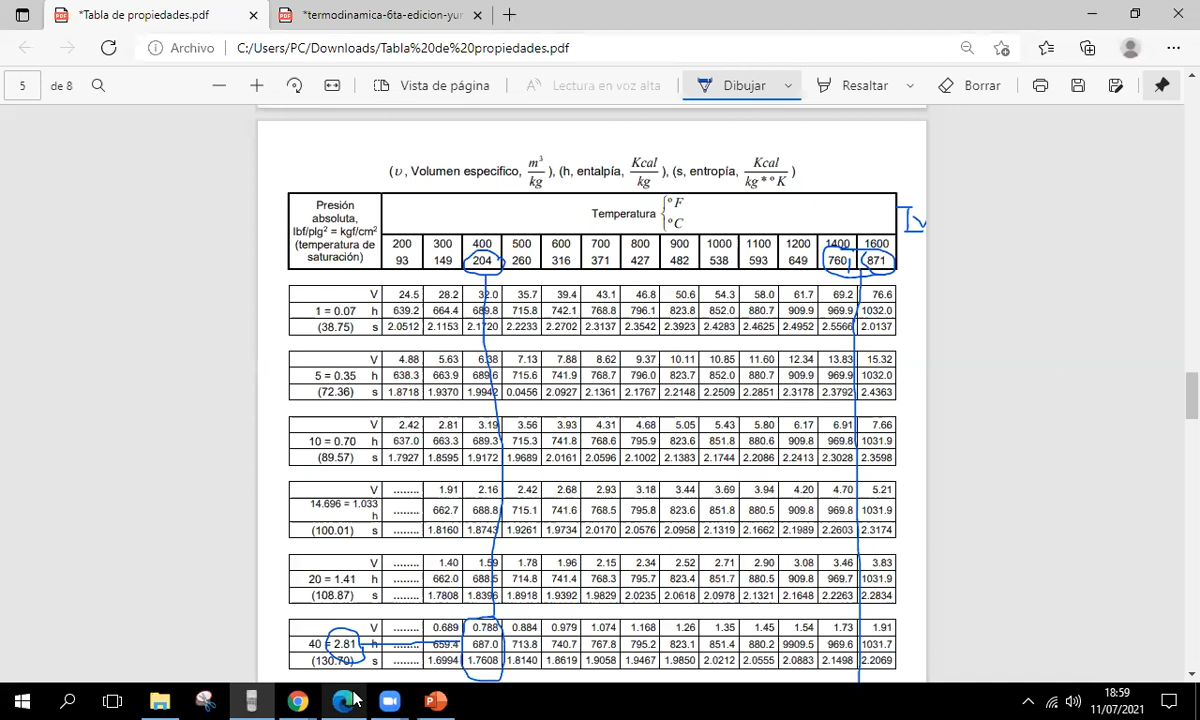 *Tabla de propiedades.pdf
*termodinamica-6ta-edicion-yur
Archivo
C:/Users/PC/Downloads/Tabla%20de%20propiedades.pdf
5 de 8
Vista de página
Lectura en voz alta
Dibujar
Resaltar
Borrar
(υ, Volumen especifico, m³/kg), (h, entalpía, Kcal/kg), (s, entropía, Kcal/kg*°K)
Presión absoluta, lbf/plg² = kgf/cm² (temperatura de saturación)
Temperatura {°F °C
200 300 400 500 600 700 800 900 1000 1100 1200 1400 1600
93 149 204 260 316 371 427 482 538 593 649 760 871
V 24.5 28.2 32.0 35.7 39.4 43.1 46.8 50.6 54.3 58.0 61.7 69.2 76.6
1 = 0.07 h 639.2 664.4 689.8 715.8 742.1 768.8 796.1 823.8 852.0 880.7 909.9 969.9 1032.0
(38.75) s 2.0512 2.1153 2.1720 2.2233 2.2702 2.3137 2.3542 2.3923 2.4283 2.4625 2.4952 2.5566 2.0137
V 4.88 5.63 6.38 7.13 7.88 8.62 9.37 10.11 10.85 11.60 12.34 13.83 15.32
5 = 0.35 h 638.3 663.9 689.6 715.6 741.9 768.7 796.0 823.7 852.0 880.7 909.9 969.9 1032.0
(72.36) s 1.8718 1.9370 1.9942 0.0456 2.0927 2.1361 2.1767 2.2148 2.2509 2.2851 2.3178 2.3792 2.4363
V 2.42 2.81 3.19 3.56 3.93 4.31 4.68 5.05 5.43 5.80 6.17 6.91 7.66
10 = 0.70 h 637.0 663.3 689.3 715.3 741.8 768.6 795.9 823.6 851.8 880.6 909.8 969.8 1031.9
(89.57) s 1.7927 1.8595 1.9172 1.9689 2.0161 2.0596 2.1002 2.1383 2.1744 2.2086 2.2413 2.3028 2.3598
V ........ 1.91 2.16 2.42 2.68 2.93 3.18 3.44 3.69 3.94 4.20 4.70 5.21
14.696 = 1.033 h ........ 662.7 688.8 715.1 741.6 768.5 795.8 823.6 851.8 880.5 909.8 969.8 1031.9
(100.01) s ........ 1.8160 1.8743 1.9261 1.9734 2.0170 2.0576 2.0958 2.1319 2.1662 2.1989 2.2603 2.3174
V ........ 1.40 1.59 1.78 1.96 2.15 2.34 2.52 2.71 2.90 3.08 3.46 3.83
20 = 1.41 h ........ 662.0 688.5 714.8 741.4 768.3 795.7 823.4 851.7 880.5 909.8 969.7 1031.9
(108.87) s ........ 1.7808 1.8396 1.8918 1.9392 1.9829 2.0235 2.0618 2.0978 2.1321 2.1648 2.2263 2.2834
V ........ 0.689 0.788 0.884 0.979 1.074 1.168 1.26 1.35 1.45 1.54 1.73 1.91
40 = 2.81 h ........ 659.4 687.0 713.8 740.7 767.8 795.2 823.1 851.4 880.2 9909.5 969.6 1031.7
(130.70) s ........ 1.6994 1.7608 1.8140 1.8619 1.9058 1.9467 1.9850 2.0212 2.0555 2.0883 2.1498 2.2069
18:59
11/07/2021